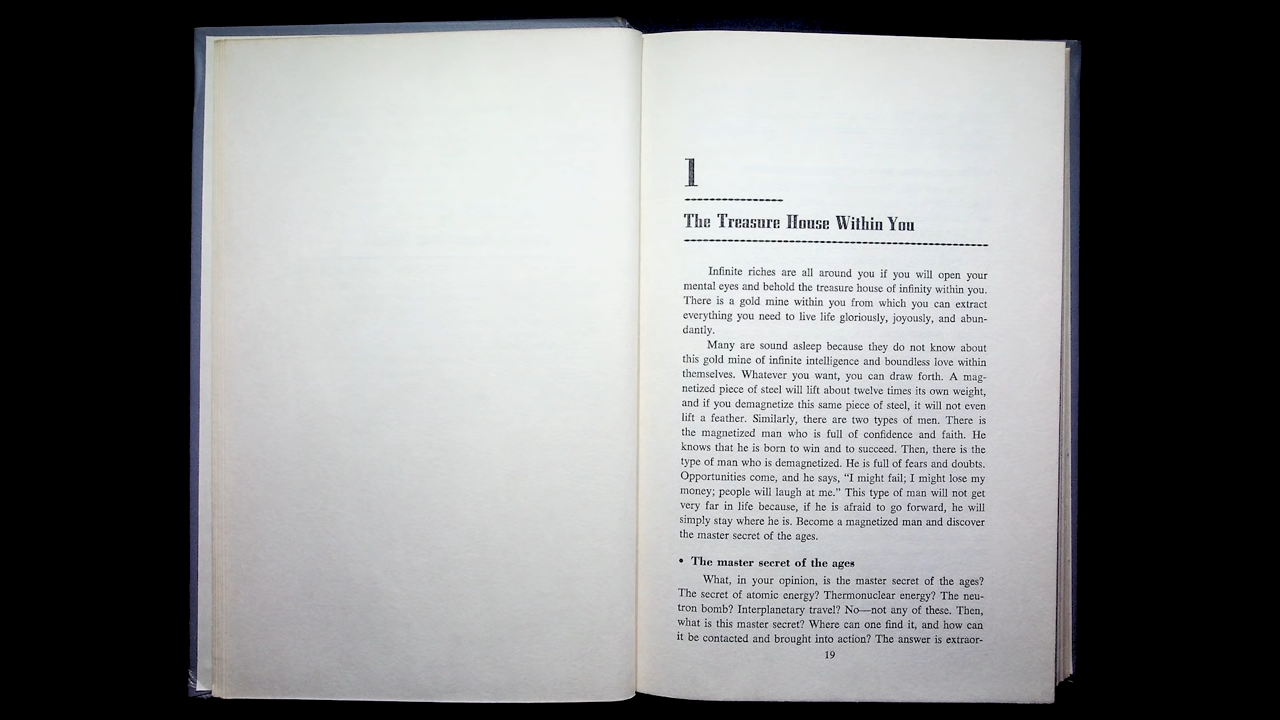 1
The Treasure House Within You
Infinite riches are all around you if you will open your
mental eyes and behold the treasure house of infinity within you.
There is a gold mine within you from which you can extract
everything you need to live life gloriously, joyously, and abun-
dantly.
Many are sound asleep because they do not know about
this gold mine of infinite intelligence and boundless love within
themselves. Whatever you want, you can draw forth. A mag-
netized piece of steel will lift about twelve times its own weight,
and if you demagnetize this same piece of steel, it will not even
lift a feather. Similarly, there are two types of men. There is
the magnetized man who is full of confidence and faith. He
knows that he is born to win and to succeed. Then, there is the
type of man who is demagnetized. He is full of fears and doubts.
Opportunities come, and he says, “I might fail; I might lose my
money; people will laugh at me.” This type of man will not get
very far in life because, if he is afraid to go forward, he will
simply stay where he is. Become a magnetized man and discover
the master secret of the ages.
• The master secret of the ages
What, in your opinion, is the master secret of the ages?
The secret of atomic energy? Thermonuclear energy? The neu-
tron bomb? Interplanetary travel? No—not any of these. Then,
what is this master secret? Where can one find it, and how can
it be contacted and brought into action? The answer is extraor-
19